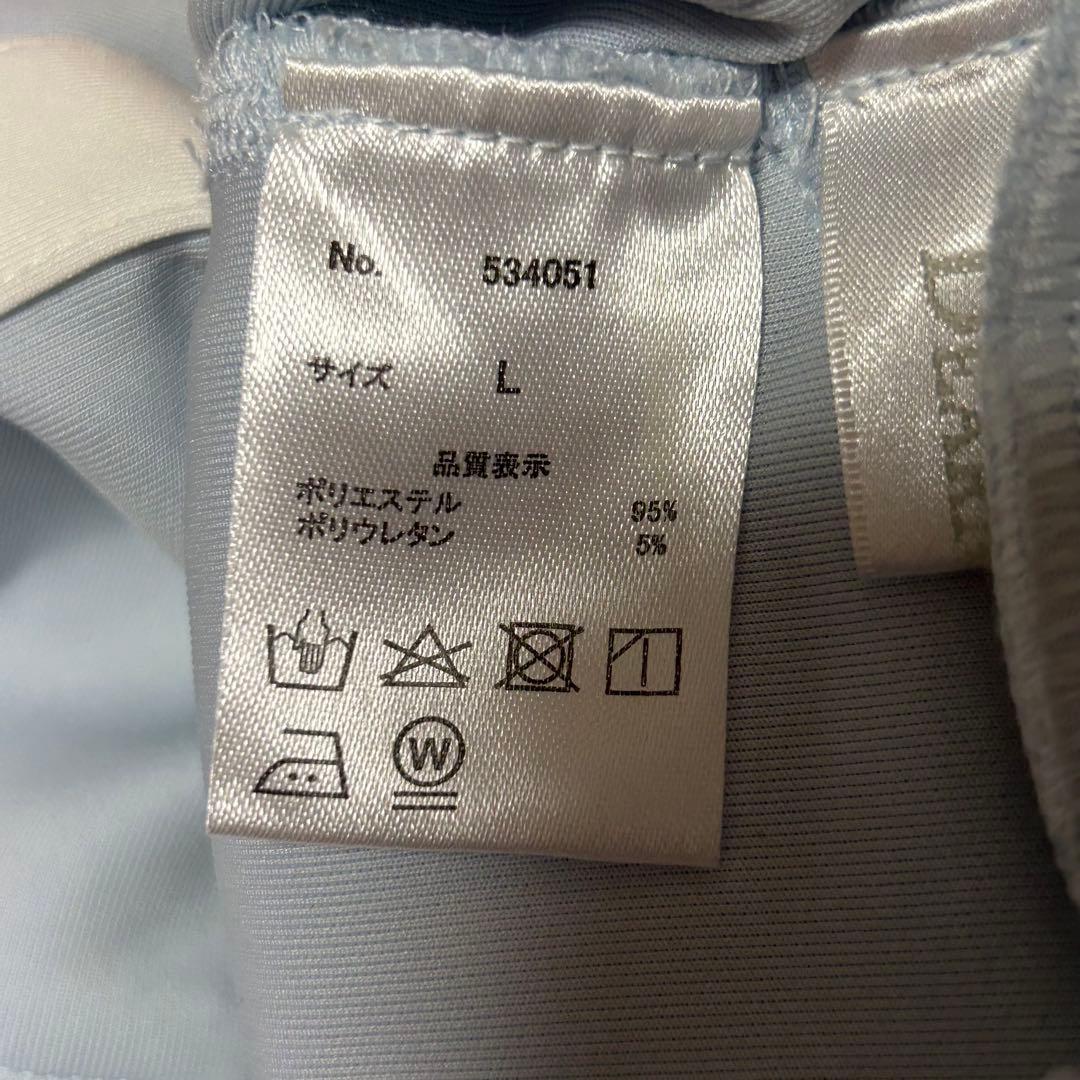 No. 534051
サイズ L
品質表示
ポリエステル 95%
ポリウレタン 5%
W